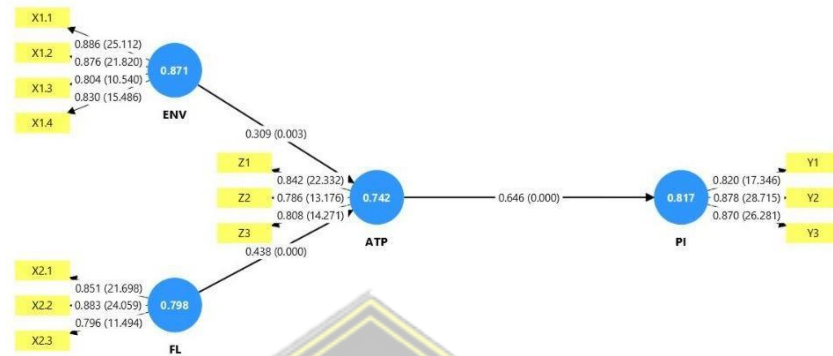 X1.1
X1.2
X1.3
X1.4
0.886 (25.112)
0.876 (21.820)
0.804 (10.540)
0.830 (15.486)
0.871
ENV
0.309 (0.003)
Z1
Z2
Z3
0.842 (22.332)
0.786 (13.176)
0.808 (14.271)
0.742
ATP
0.438 (0.000)
0.646 (0.000)
0.817
PI
0.820 (17.346)
0.878 (28.715)
0.870 (26.281)
Y1
Y2
Y3
X2.1
X2.2
X2.3
0.851 (21.698)
0.883 (24.059)
0.796 (11.494)
0.798
FL